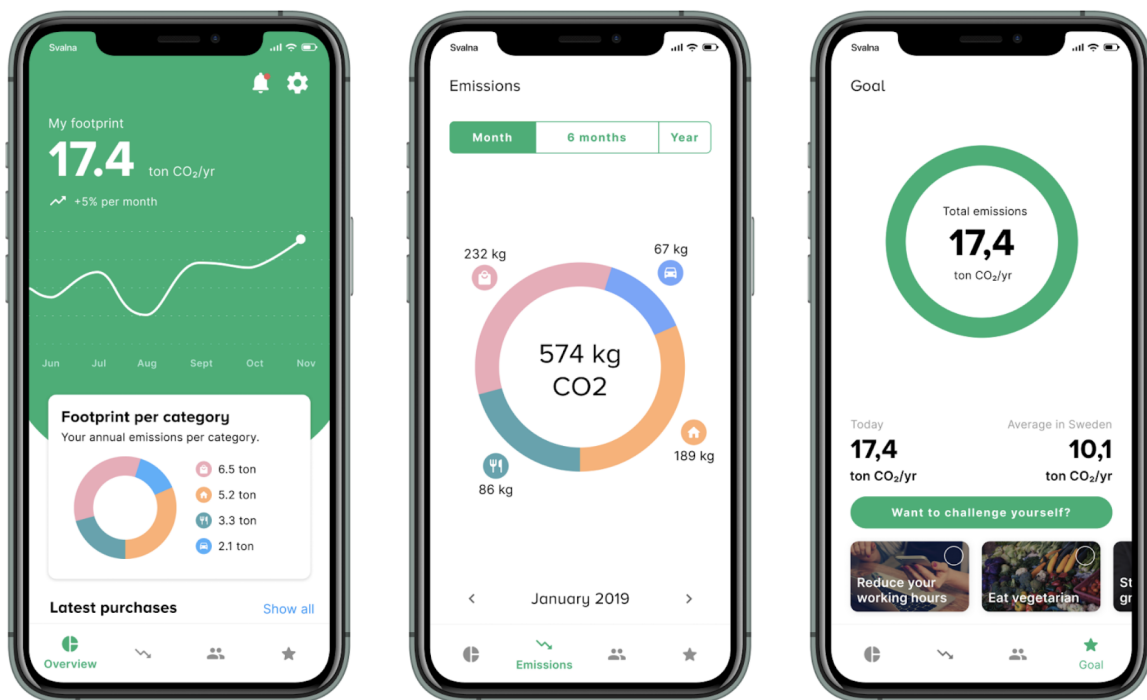 Svalna
My footprint
17.4 ton CO₂/yr
+5% per month
Jun Jul Aug Sept Oct Nov
Footprint per category
Your annual emissions per category.
6.5 ton
5.2 ton
3.3 ton
2.1 ton
Latest purchases Show all
Overview
Svalna
Emissions
Month 6 months Year
232 kg 67 kg
574 kg
CO2
189 kg
86 kg
< January 2019 >
Emissions
Svalna
Goal
Total emissions
17,4
ton CO₂/yr
Today Average in Sweden
17,4 10,1
ton CO₂/yr ton CO₂/yr
Want to challenge yourself?
Reduce your
working hours
Eat vegetarian
St
gr
Goal